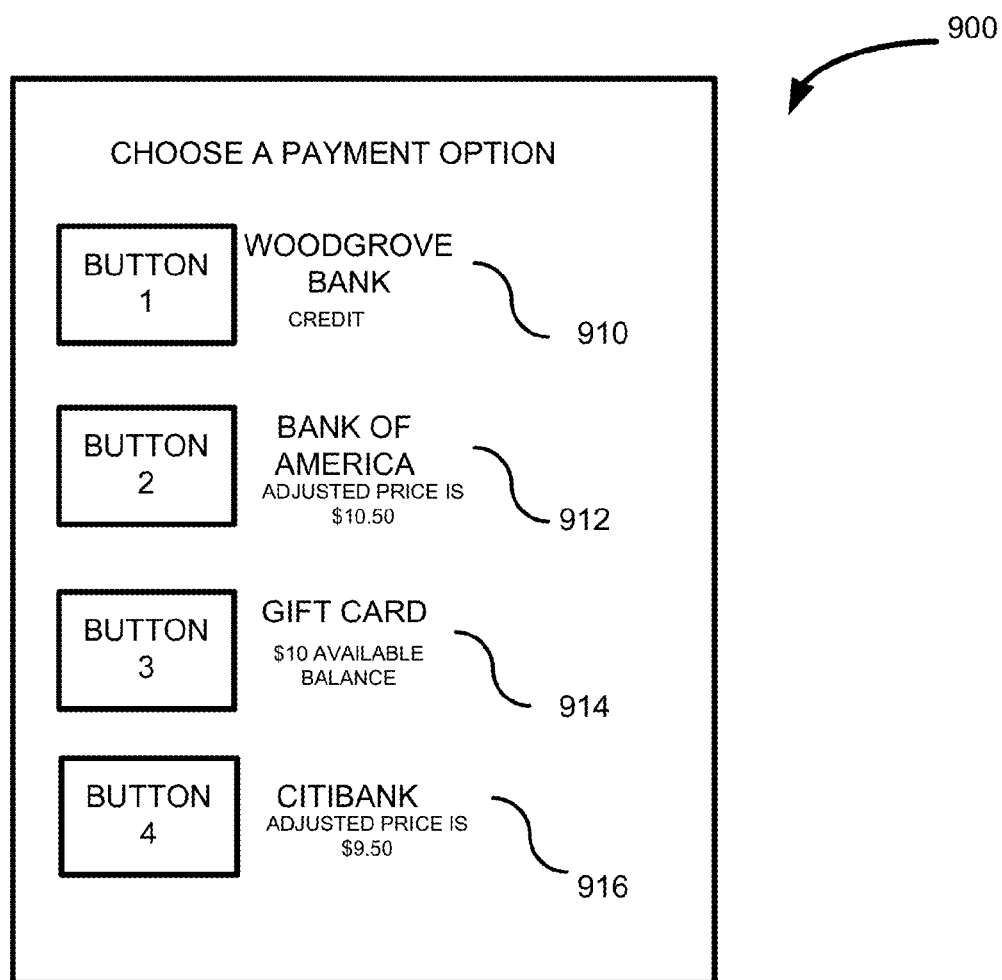 900
CHOOSE A PAYMENT OPTION
BUTTON
1
WOODGROVE
BANK
CREDIT
910
BUTTON
2
BANK OF
AMERICA
ADJUSTED PRICE IS
$10.50
912
BUTTON
3
GIFT CARD
$10 AVAILABLE
BALANCE
914
BUTTON
4
CITIBANK
ADJUSTED PRICE IS
$9.50
916